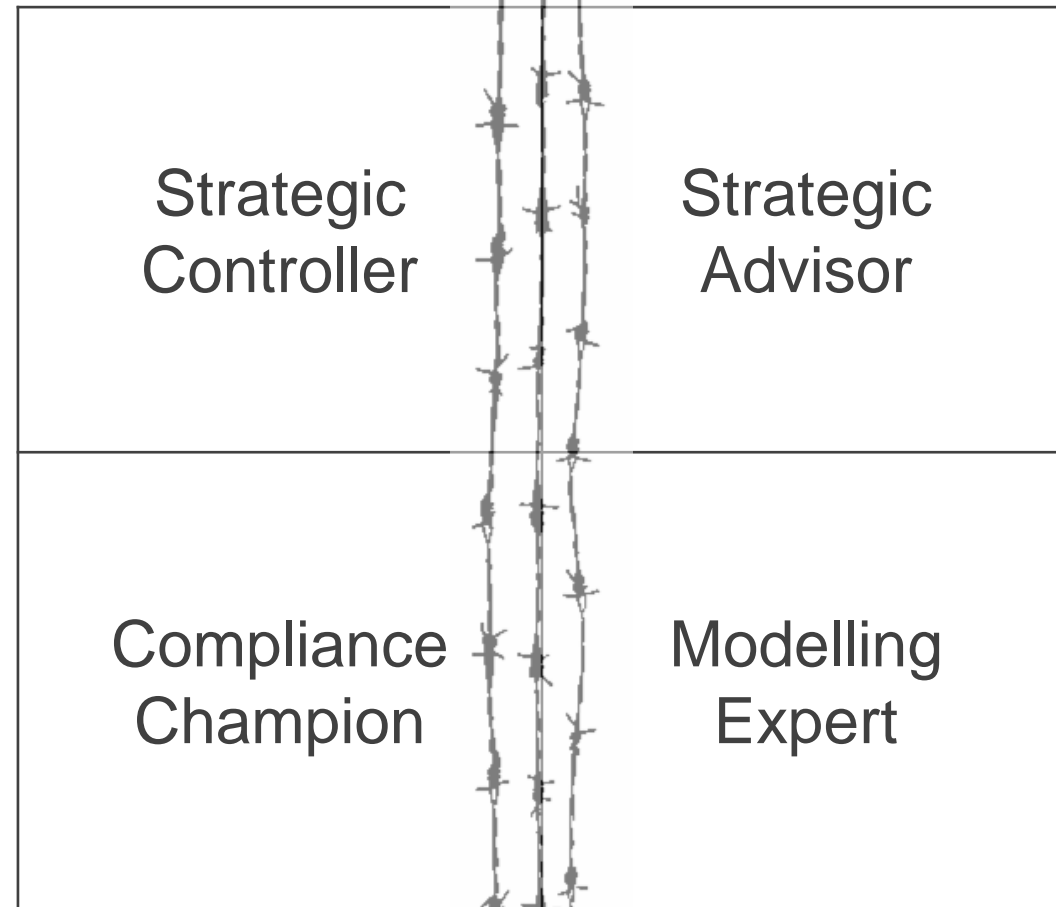 Strategic
Controller
Strategic
Advisor
Compliance
Champion
Modelling
Expert